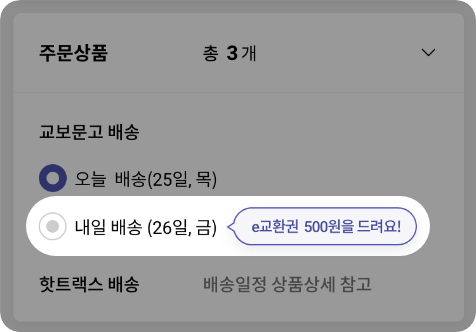 주문상품 총 3개
교보문고 배송
오늘 배송(25일, 목)
내일 배송 (26일, 금) e교환권 500원을 드려요!
핫트랙스 배송 배송일정 상품상세 참고